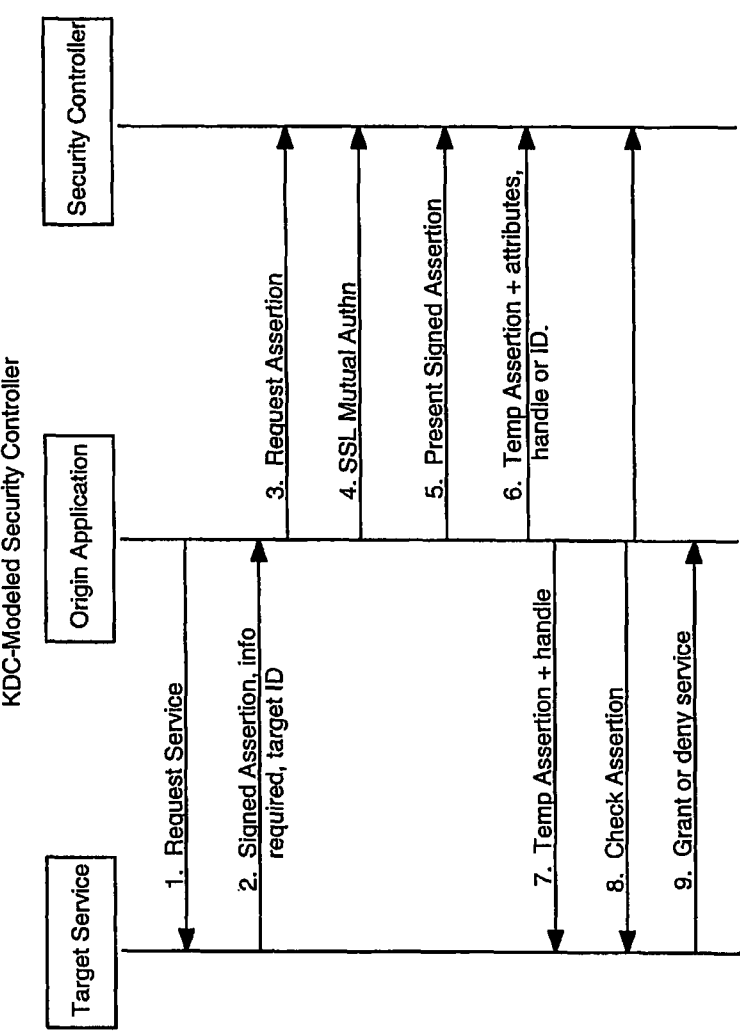 KDC-Modeled Security Controller
Target Service
Origin Application
Security Controller
1. Request Service
2. Signed Assertion, info
required, target ID
3. Request Assertion
4. SSL Mutual Authn
5. Present Signed Assertion
6. Temp Assertion + attributes,
handle or ID.
7. Temp Assertion + handle
8. Check Assertion
9. Grant or deny service